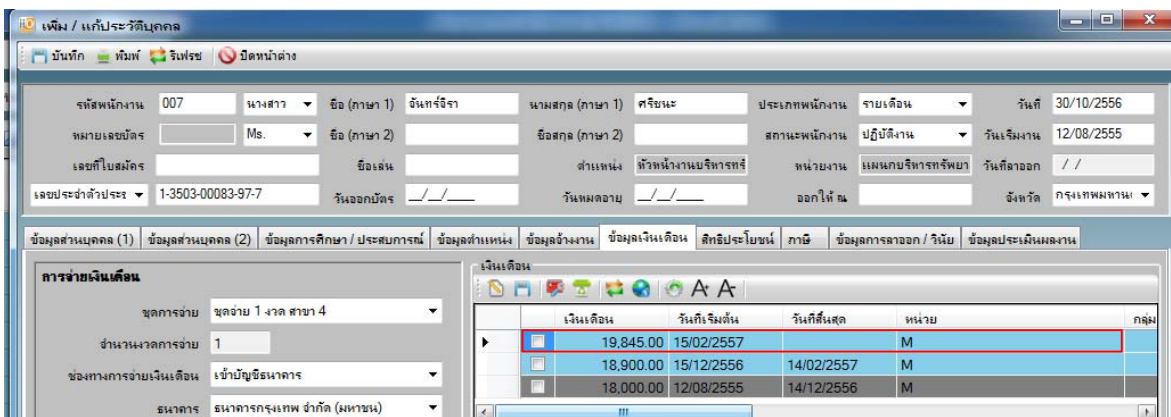 เพิ่ม / แก้ประวัติบุคคล
บันทึก พิมพ์ รีเฟรช ปิดหน้าต่าง
รหัสพนักงาน 007 นางสาว ชื่อ (ภาษา 1) จันทร์จิรา นามสกุล (ภาษา 1) ศรีชนะ ประเภทพนักงาน รายเดือน วันที่ 30/10/2556
หมายเลขบัตร Ms. ชื่อ (ภาษา 2) ชื่อสกุล (ภาษา 2) สถานะพนักงาน ปฏิบัติงาน วันเริ่มงาน 12/08/2555
เลขที่ใบสมัคร ชื่อเล่น ตำแหน่ง หัวหน้างานบริหารทรั หน่วยงาน แผนกบริหารทรัพยา วันที่ลาออก / /
เลขประจำตัวประช 1-3503-00083-97-7 วันออกบัตร __/__/____ วันหมดอายุ __/__/____ ออกให้ ณ จังหวัด กรุงเทพมหานค
ข้อมูลส่วนบุคคล (1) ข้อมูลส่วนบุคคล (2) ข้อมูลการศึกษา / ประสบการณ์ ข้อมูลตำแหน่ง ข้อมูลจ้างงาน ข้อมูลเงินเดือน สิทธิประโยชน์ ภาษี ข้อมูลการลาออก / วินัย ข้อมูลประเมินผลงาน
การจ่ายเงินเดือน
ชุดการจ่าย ชุดจ่าย 1 งวด สาขา 4
จำนวนงวดการจ่าย 1
ช่องทางการจ่ายเงินเดือน เข้าบัญชีธนาคาร
ธนาคาร ธนาคารกรุงเทพ จำกัด (มหาชน)
เงินเดือน
A+ A-
เงินเดือน วันที่เริ่มต้น วันที่สิ้นสุด หน่วย กลุ่ม
19,845.00 15/02/2557 M
18,900.00 15/12/2556 14/02/2557 M
18,000.00 12/08/2555 14/12/2556 M